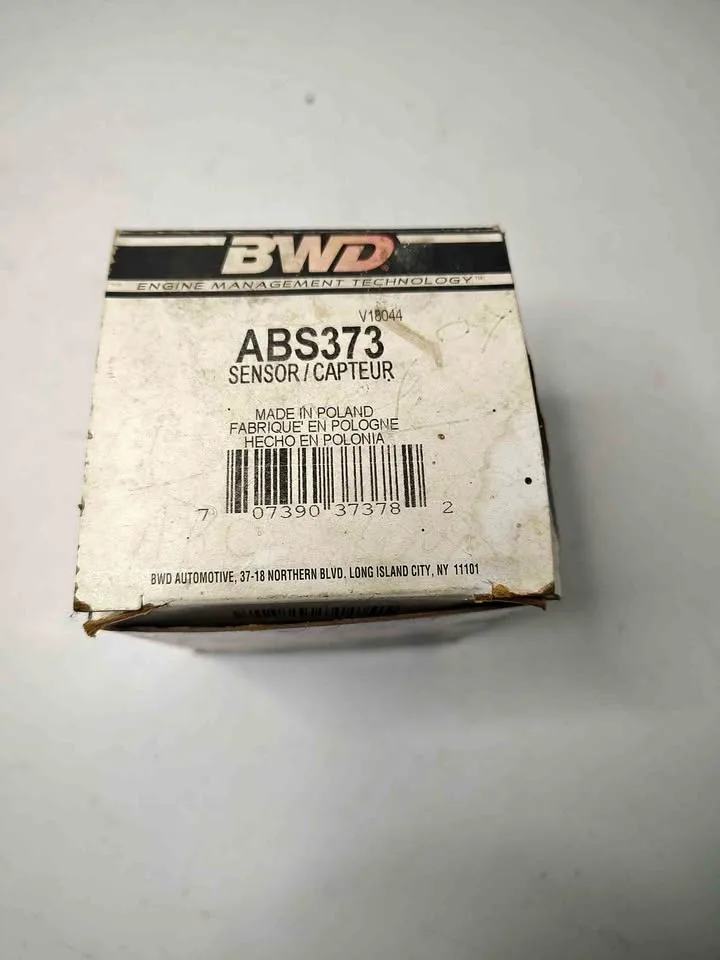 BWD
ENGINE MANAGEMENT TECHNOLOGY™
V18044
ABS373
SENSOR/CAPTEUR
MADE IN POLAND
FABRIQUE' EN POLOGNE
HECHO EN POLONIA
7 07390 37378 2
BWD AUTOMOTIVE, 37-18 NORTHERN BLVD. LONG ISLAND CITY, NY 11101